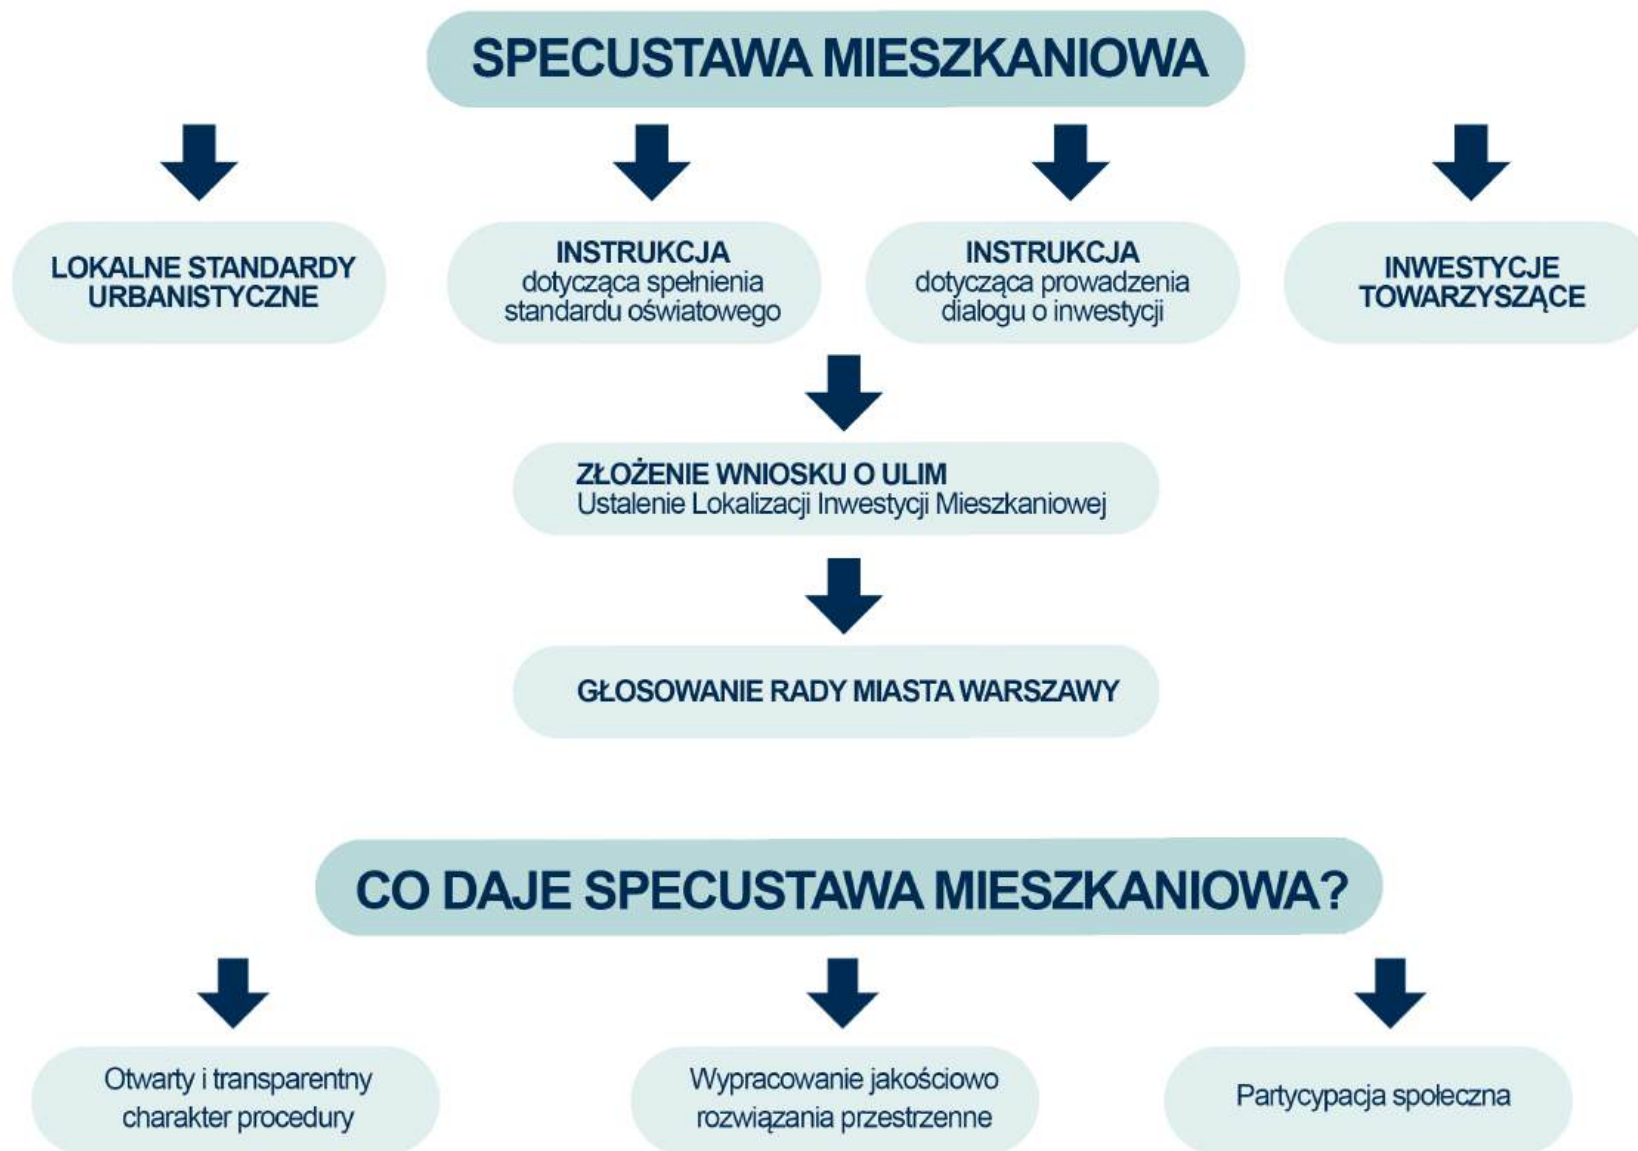 SPECUSTAWA MIESZKANIOWA
LOKALNE STANDARDY
URBANISTYCZNE
INSTRUKCJA
dotycząca spełnienia
standardu oświatowego
INSTRUKCJA
dotycząca prowadzenia
dialogu o inwestycji
INWESTYCJE
TOWARZYSZĄCE
ZŁOŻENIE WNIOSKU O ULIM
Ustalenie Lokalizacji Inwestycji Mieszkaniowej
GŁOSOWANIE RADY MIASTA WARSZAWY
CO DAJE SPECUSTAWA MIESZKANIOWA?
Otwarty i transparentny
charakter procedury
Wypracowanie jakościowo
rozwiązania przestrzenne
Partycypacja społeczna